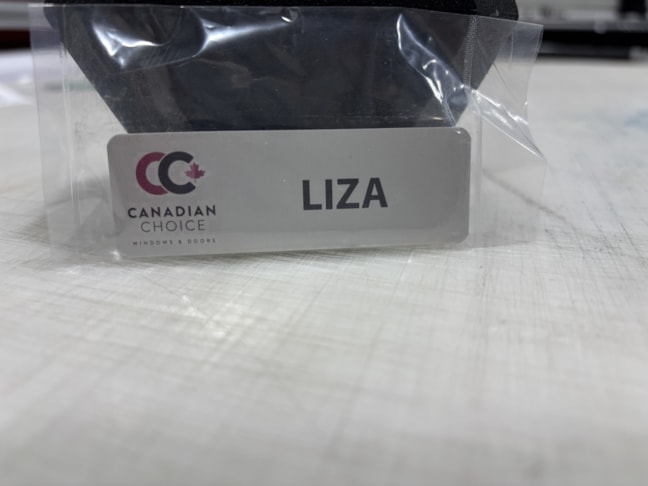 CC
CANADIAN
CHOICE
WINDOWS & DOORS
LIZA